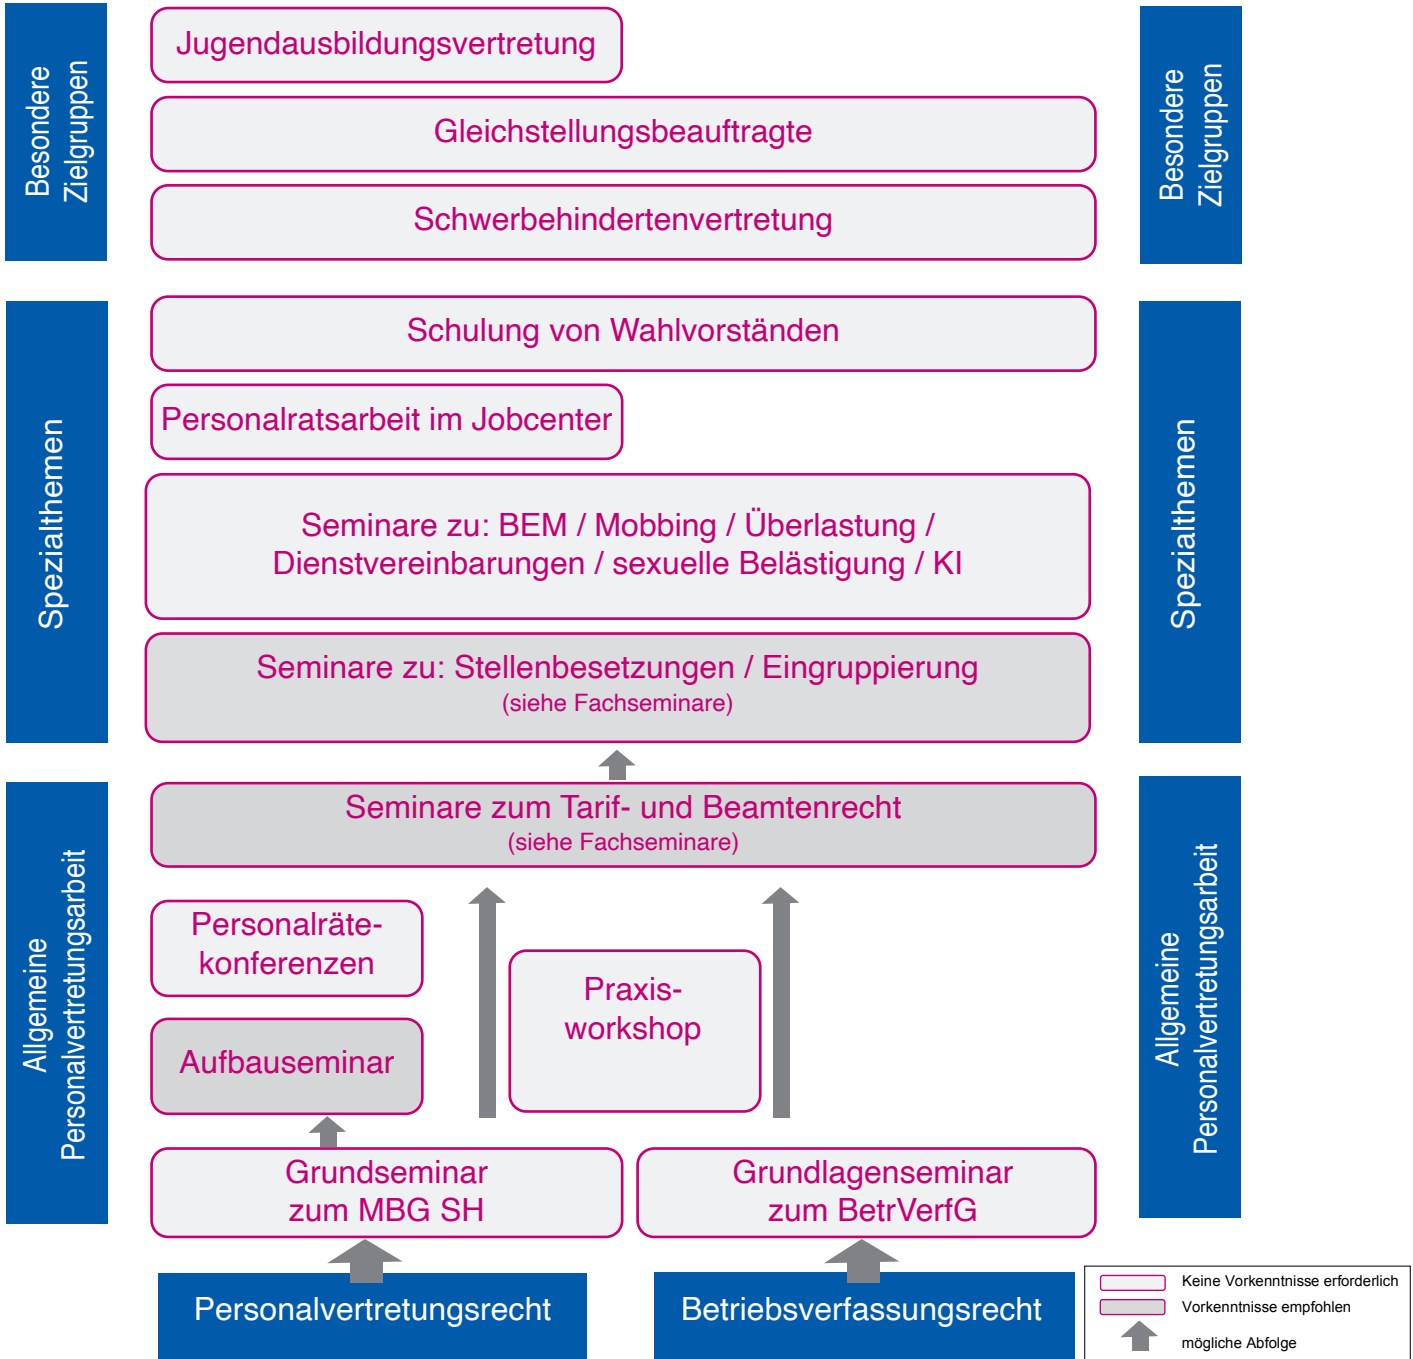 Besondere
Zielgruppen
Jugendausbildungsvertretung
Gleichstellungsbeauftragte
Schwerbehindertenvertretung
Besondere
Zielgruppen
Spezialthemen
Schulung von Wahlvorständen
Personalratsarbeit im Jobcenter
Seminare zu: BEM / Mobbing / Überlastung /
Dienstvereinbarungen / sexuelle Belästigung / KI
Seminare zu: Stellenbesetzungen / Eingruppierung
(siehe Fachseminare)
Spezialthemen
Allgemeine
Personalvertretungsarbeit
Seminare zum Tarif- und Beamtenrecht
(siehe Fachseminare)
Personalräte-
konferenzen
Praxis-
workshop
Aufbauseminar
Grundseminar
zum MBG SH
Grundlagenseminar
zum BetrVerfG
Allgemeine
Personalvertretungsarbeit
Personalvertretungsrecht
Betriebsverfassungsrecht
Keine Vorkenntnisse erforderlich
Vorkenntnisse empfohlen
mögliche Abfolge